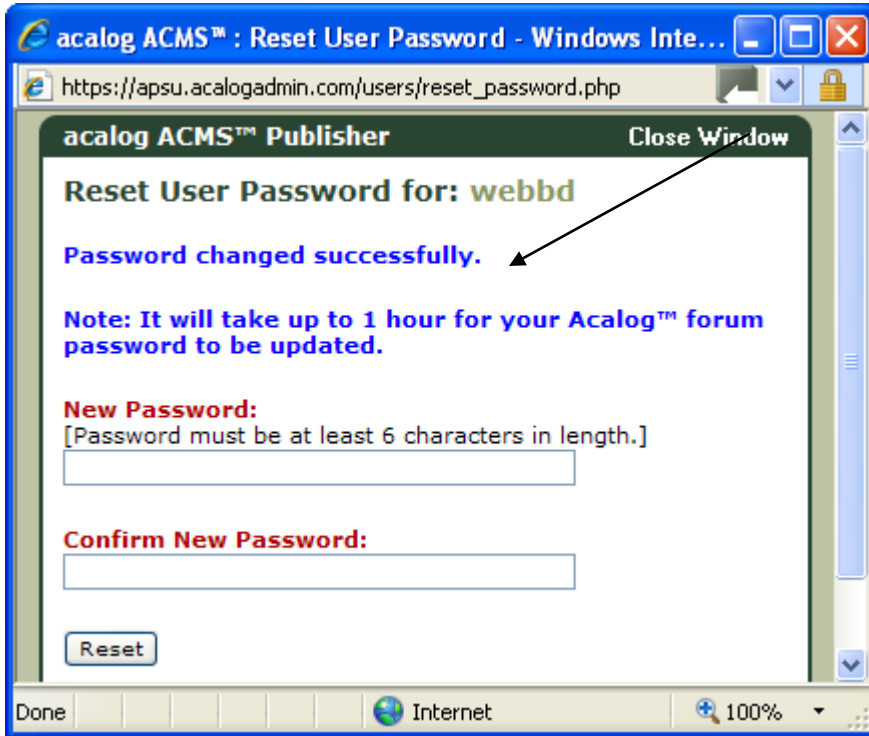 acalog ACMS™ : Reset User Password - Windows Inte...
https://apsu.acalogadmin.com/users/reset_password.php
acalog ACMS™ Publisher Close Window
Reset User Password for: webbd
Password changed successfully.
Note: It will take up to 1 hour for your Acalog™ forum
password to be updated.
New Password:
[Password must be at least 6 characters in length.]
Confirm New Password:
Reset
Done Internet 100%